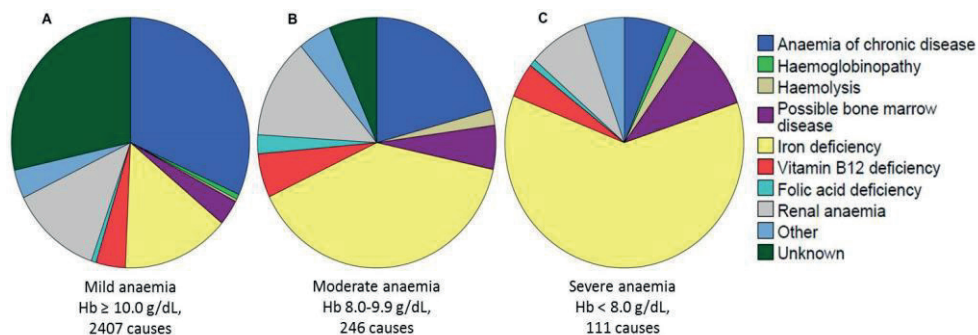 A
B
C
Anaemia of chronic disease
Haemoglobinopathy
Haemolysis
Possible bone marrow
disease
Iron deficiency
Vitamin B12 deficiency
Folic acid deficiency
Renal anaemia
Other
Unknown
Mild anaemia
Hb ≥ 10.0 g/dL,
2407 causes
Moderate anaemia
Hb 8.0-9.9 g/dL,
246 causes
Severe anaemia
Hb < 8.0 g/dL,
111 causes